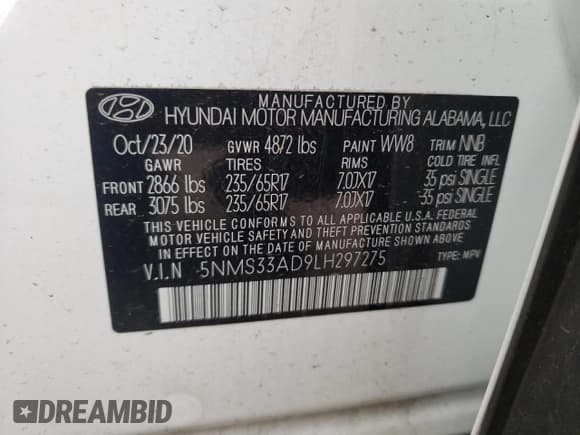 MANUFACTURED BY
HYUNDAI MOTOR MANUFACTURING ALABAMA, LLC
Oct/23/20 GVWR 4872 lbs PAINT WW8 TRIM NNB
GAWR TIRES RIMS COLD TIRE INFL
FRONT 2866 lbs 235/65R17 7.0JX17 35 psi SINGLE
REAR 3075 lbs 235/65R17 7.0JX17 35 psi SINGLE
THIS VEHICLE CONFORMS TO ALL APPLICABLE U.S.A. FEDERAL
MOTOR VEHICLE SAFETY AND THEFT PREVENTION STANDARDS
IN EFFECT ON THE DATE OF MANUFACTURE SHOWN ABOVE.
V.I.N 5NMS33AD9LH297275 TYPE: MPV
DREAMBID